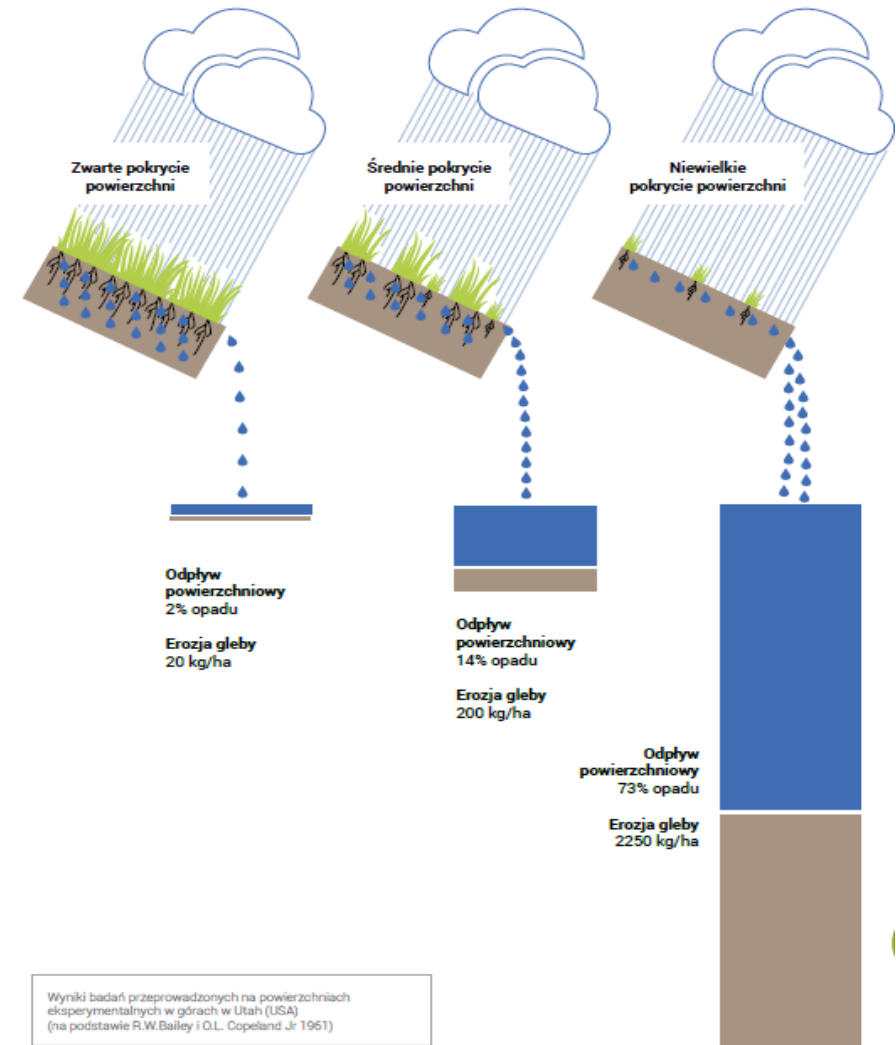 Zwarte pokrycie
powierzchni
Średnie pokrycie
powierzchni
Niewielkie
pokrycie powierzchni
Odpływ
powierzchniowy
2% opadu
Erozja gleby
20 kg/ha
Odpływ
powierzchniowy
14% opadu
Erozja gleby
200 kg/ha
Odpływ
powierzchniowy
73% opadu
Erozja gleby
2250 kg/ha
Wyniki badań przeprowadzonych na powierzchniach
eksperymentalnych w górach w Utah (USA)
(na podstawie R.W.Bailey i O.L. Copeland Jr 1961)